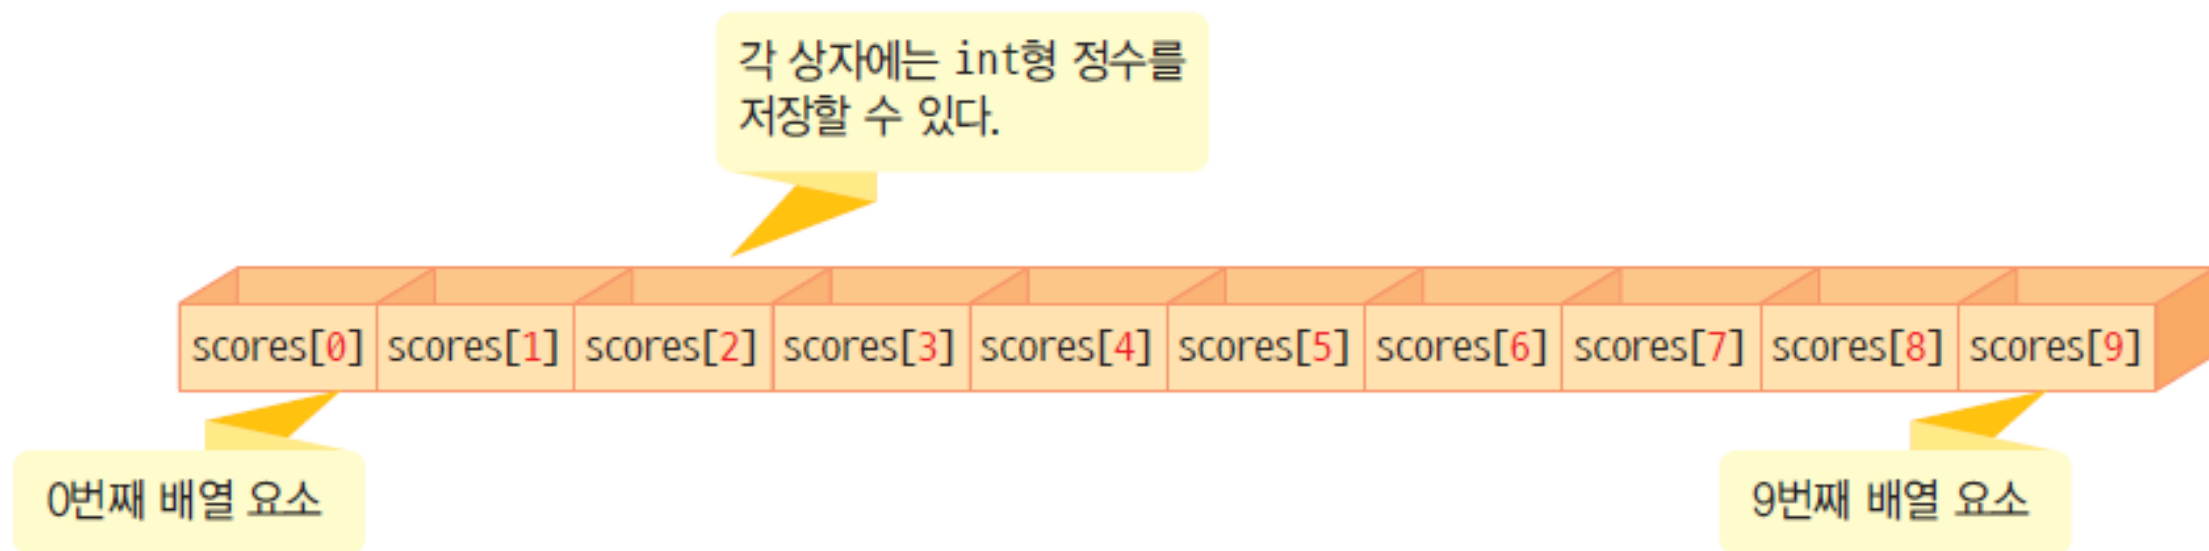 각 상자에는 int형 정수를
저장할 수 있다.
scores[0] scores[1] scores[2] scores[3] scores[4] scores[5] scores[6] scores[7] scores[8] scores[9]
0번째 배열 요소
9번째 배열 요소